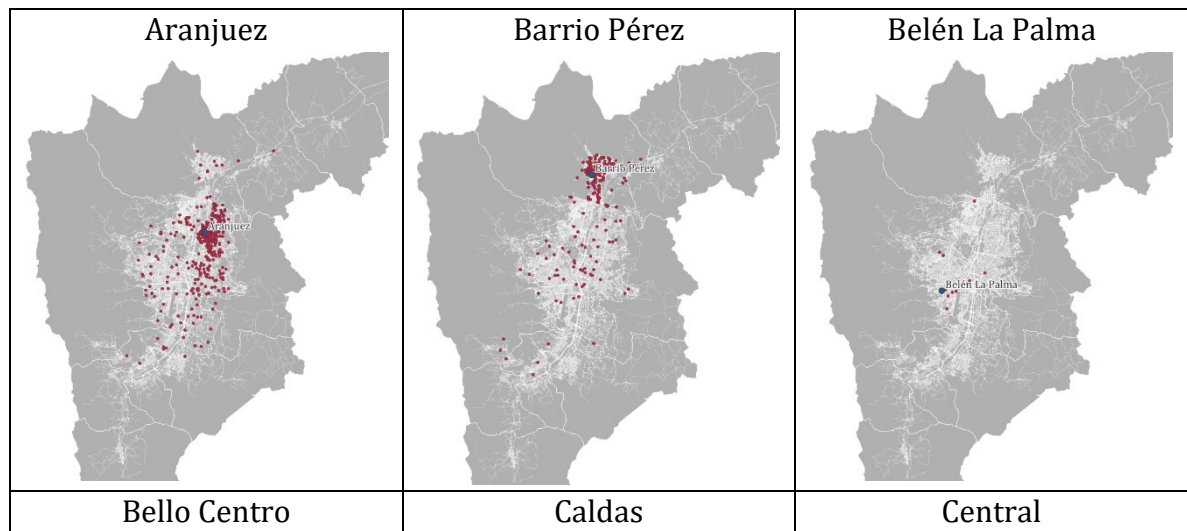 Aranjuez
Barrio Pérez
Belén La Palma
Aranjuez
Barrio Pérez
Belén La Palma
Bello Centro
Caldas
Central